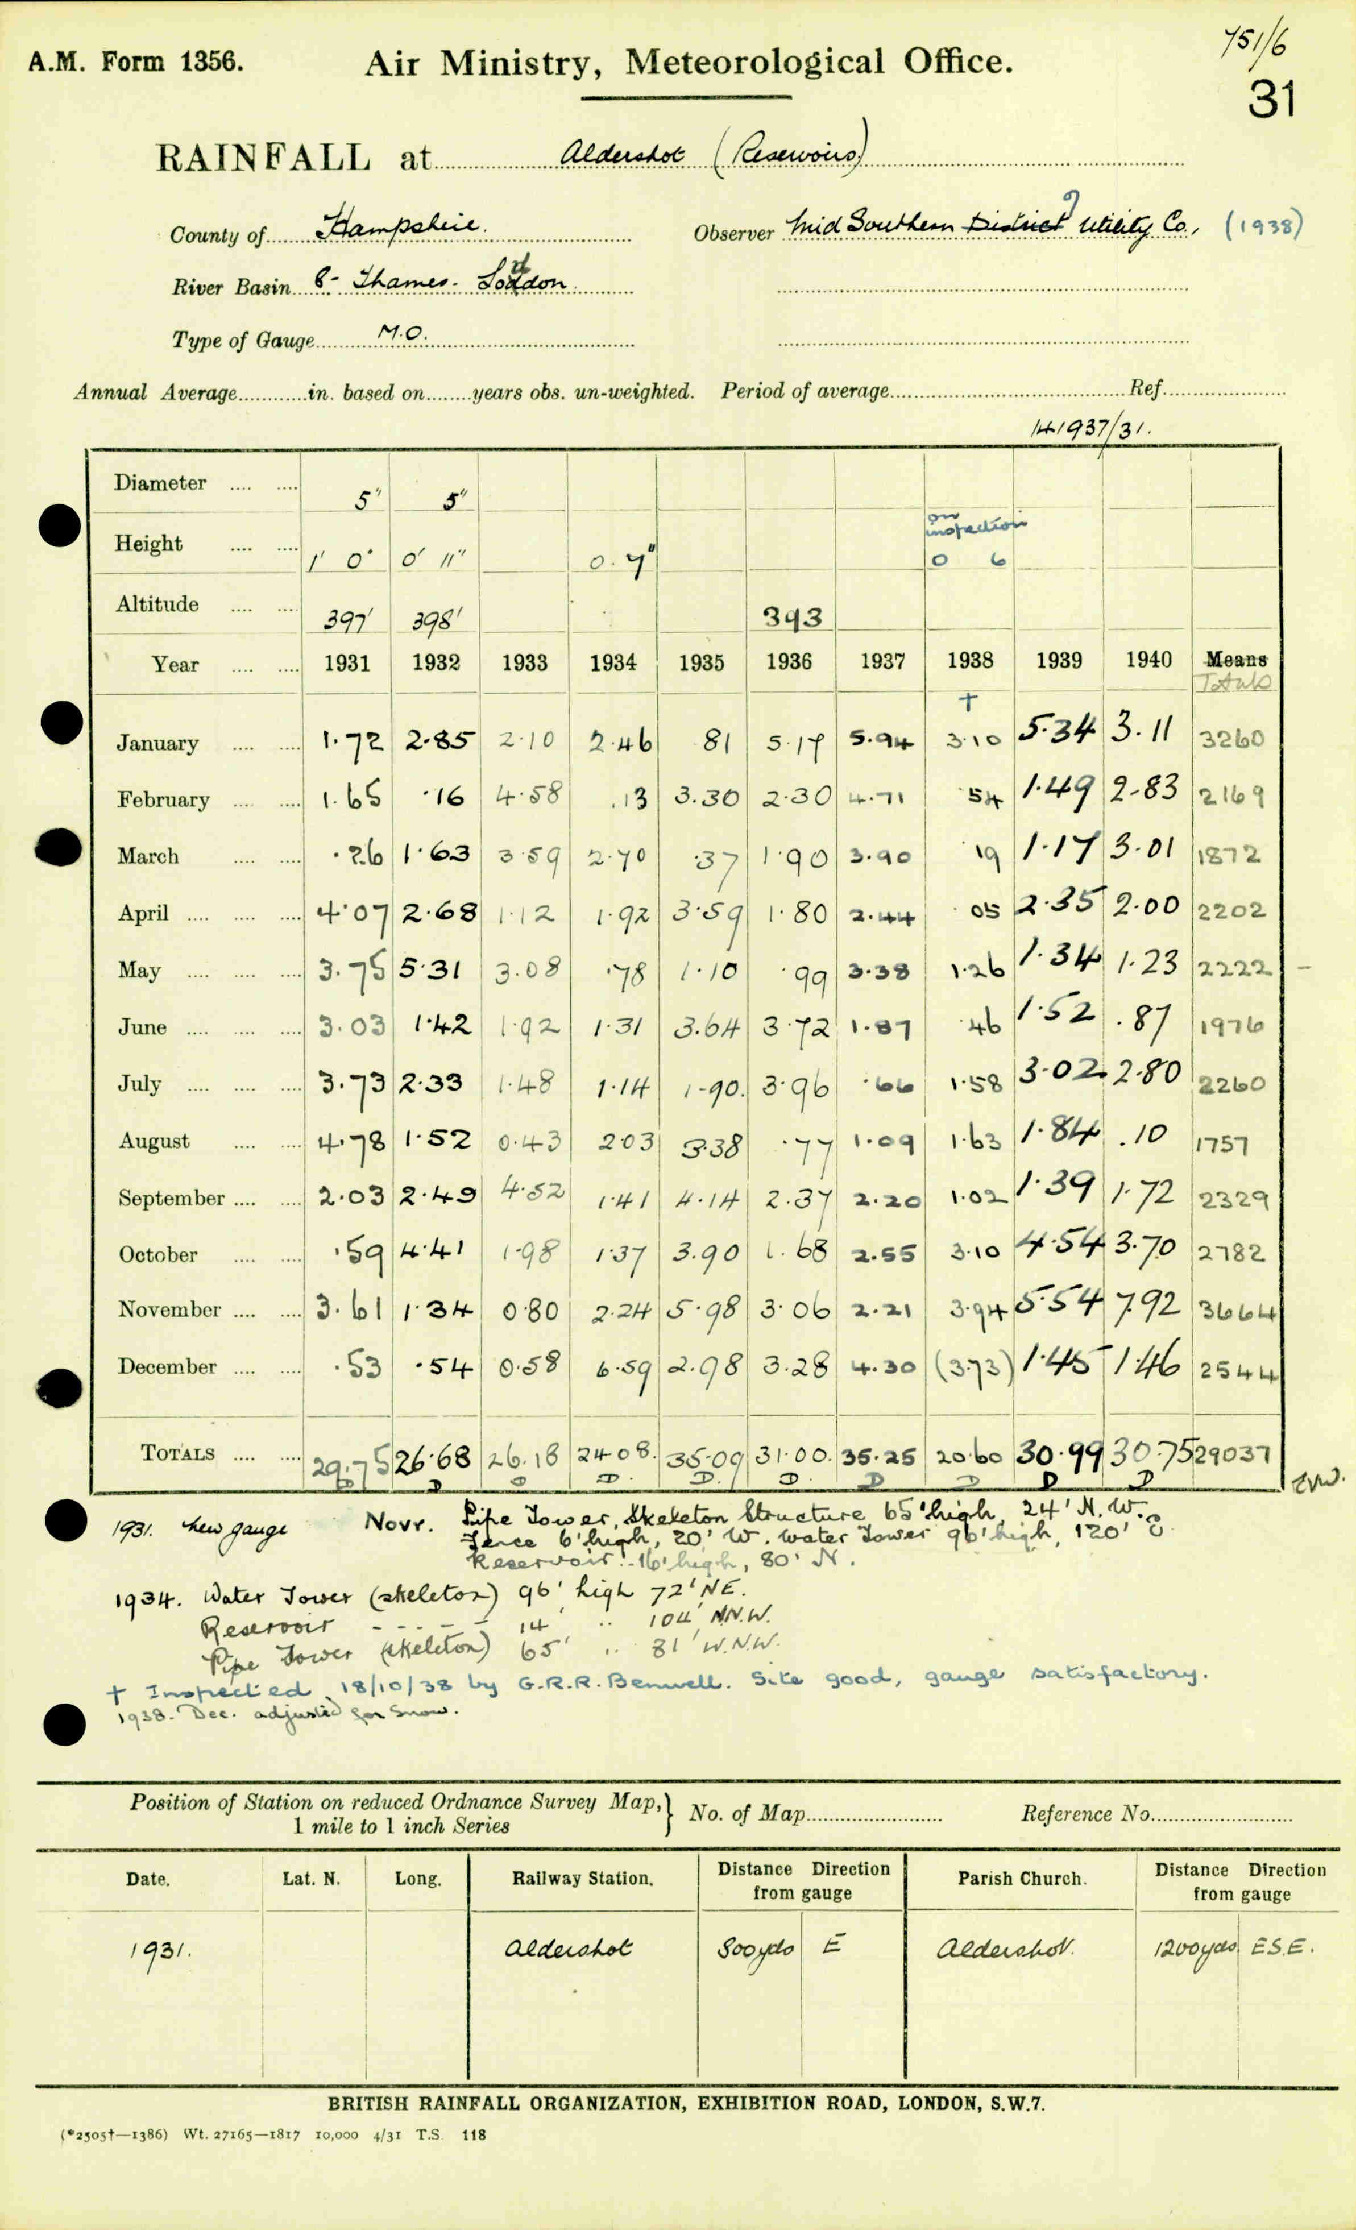 751/6
A.M. Form 1356. Air Ministry, Meteorological Office.
31
RAINFALL at Aldershot (Reservoirs)
County of Hampshire. Observer Mid Southern District Utility Co. (1938)
River Basin 8- Thames- Loddon
Type of Gauge M.O.
Annual Average in. based on years obs. un-weighted. Period of average Ref.
1937/31.
Diameter 5" 5"
on inspection
Height 1' 0" 0' 11" 0. 7" 0 6
Altitude 397' 398' 393
Year 1931 1932 1933 1934 1935 1936 1937 1938 1939 1940 Means
† Totals
January 1.72 2.85 2.10 2.46 81 5.17 5.94 3.10 5.34 3.11 3260
February 1.65 .16 4.58 .13 3.30 2.30 4.71 54 1.49 2.83 2169
March .26 1.63 3.59 2.70 .37 1.90 3.90 19 1.17 3.01 1872
April 4.07 2.68 1.12 1.92 3.59 1.80 2.44 05 2.35 2.00 2202
May 3.75 5.31 3.08 .78 1.10 .99 3.38 1.26 1.34 1.23 2222 –
June 3.03 1.42 1.92 1.31 3.64 3.72 1.87 .46 1.52 .87 1976
July 3.73 2.33 1.48 1.14 1.90. 3.96 .66 1.58 3.02 2.80 2260
August 4.78 1.52 0.43 2.03 3.38 .77 1.09 1.63 1.84 .10 1757
September 2.03 2.49 4.52 1.41 4.14 2.37 2.20 1.02 1.39 1.72 2329
October .59 4.41 1.98 1.37 3.90 1.68 2.55 3.10 4.54 3.70 2782
November 3.61 1.34 0.80 2.24 5.98 3.06 2.21 3.94 5.54 7.92 3664
December .53 .54 0.58 6.59 2.98 3.28 4.30 (3.73) 1.45 1.46 2544
TOTALS 29.75 26.68 26.18 24.08. 35.09 31.00. 35.25 20.60 30.99 30.75 29037
D D D D. D. D. D D D D
1931. New gauge Novr. Pipe Tower, Skeleton Structure 65' high, 24' N.W.
Fence 6' high, 20' W. Water Tower 96' high, 120' E
Reservoir 16' high, 80' N.
1934. Water Tower (skeleton) 96' high 72' NE.
Reservoir - - - - - 14' .. 104' NN.W.
Pipe Tower (skeleton) 65' .. 81' W.N.W.
† Inspected 18/10/38 by G.R.R. Benwell. Site good, gauge satisfactory.
1938. Dec. adjusted for Snow.
Position of Station on reduced Ordnance Survey Map,} No. of Map Reference No.
1 mile to 1 inch Series
Date. Lat. N. Long. Railway Station. Distance Direction from gauge Parish Church. Distance Direction from gauge
1931. Aldershot 800yds E Aldershot. 1200yds E.S.E.
BRITISH RAINFALL ORGANIZATION, EXHIBITION ROAD, LONDON, S.W.7.
(*2505†—1386) Wt. 27165—1817 10,000 4/31 T.S. 118